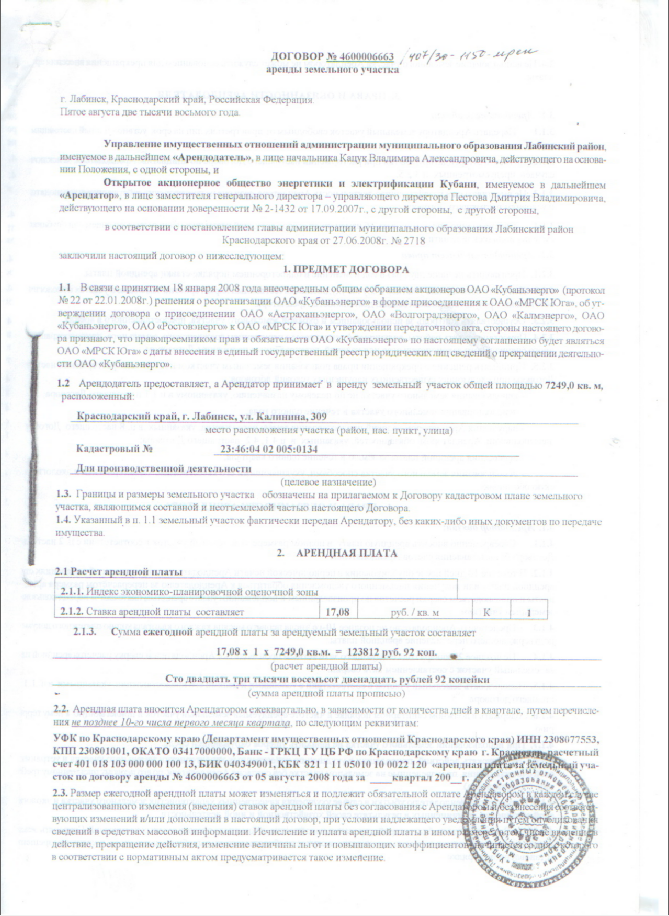 ДОГОВОР № 4600006663 /407/30-1150-мрск
аренды земельного участка
г. Лабинск, Краснодарский край, Российская Федерация
Пятое августа две тысячи восьмого года.
Управление имущественных отношений администрации муниципального образования Лабинский район,
именуемое в дальнейшем «Арендодатель», в лице начальника Кацук Владимира Александровича, действующего на основа-
нии Положения, с одной стороны, и
Открытое акционерное общество энергетики и электрификации Кубани, именуемое в дальнейшем
«Арендатор», в лице заместителя генерального директора – управляющего директора Пестова Дмитрия Владимировича,
действующего на основании доверенности № 2-1432 от 17.09.2007г., с другой стороны, с другой стороны,
в соответствии с постановлением главы администрации муниципального образования Лабинский район
Краснодарского края от 27.06.2008г. № 2718
заключили настоящий договор о нижеследующем:
1. ПРЕДМЕТ ДОГОВОРА
1.1 В связи с принятием 18 января 2008 года внеочередным общим собранием акционеров ОАО «Кубаньэнерго» (протокол
№ 22 от 22.01.2008г.) решения о реорганизации ОАО «Кубаньэнерго» в форме присоединения к ОАО «МРСК Юга», об ут-
верждении договора о присоединении ОАО «Астраханьэнерго», ОАО «Волгоградэнерго», ОАО «Калмэнерго», ОАО
«Кубаньэнерго», ОАО «Ростовэнерго» к ОАО «МРСК Юга» и утверждении передаточного акта, стороны настоящего догово-
ра признают, что правопреемником прав и обязательств ОАО «Кубаньэнерго» по настоящему соглашению будет являться
ОАО «МРСК Юга» с даты внесения в единый государственный реестр юридических лиц сведений о прекращении деятельно-
сти ОАО «Кубаньэнерго».
1.2 Арендодатель предоставляет, а Арендатор принимает в аренду земельный участок общей площадью 7249,0 кв. м,
расположенный:
Краснодарский край, г. Лабинск, ул. Калинина, 309
место расположения участка (район, нас. пункт, улица)
Кадастровый № 23:46:04 02 005:0134
Для производственной деятельности
(целевое назначение)
1.3. Границы и размеры земельного участка обозначены на прилагаемом к Договору кадастровом плане земельного
участка, являющимся составной и неотъемлемой частью настоящего Договора.
1.4. Указанный в п. 1.1 земельный участок фактически передан Арендатору, без каких-либо иных документов по передаче
имущества.
2. АРЕНДНАЯ ПЛАТА
2.1 Расчет арендной платы
2.1.1. Индекс экономико-планировочной оценочной зоны
2.1.2. Ставка арендной платы составляет 17,08 руб. / кв. м К 1
2.1.3. Сумма ежегодной арендной платы за арендуемый земельный участок составляет
17,08 х 1 х 7249,0 кв.м. = 123812 руб. 92 коп.
(расчет арендной платы)
Сто двадцать три тысячи восемьсот двенадцать рублей 92 копейки
(сумма арендной платы прописью)
2.2. Арендная плата вносится Арендатором ежеквартально, в зависимости от количества дней в квартале, путем перечисле-
ния не позднее 10-го числа первого месяца квартала, по следующим реквизитам:
УФК по Краснодарскому краю (Департамент имущественных отношений Краснодарского края) ИНН 2308077553,
КПП 230801001, ОКАТО 03417000000, Банк - ГРКЦ ГУ ЦБ РФ по Краснодарскому краю г. Краснодар, расчетный
счет 401 018 103 000 000 100 13, БИК 040349001, КБК 821 1 11 05010 10 0022 120 «арендная плата за земельный уча-
сток по договору аренды № 4600006663 от 05 августа 2008 года за ____ квартал 200__ г.
2.3. Размер ежегодной арендной платы может изменяться и подлежит обязательной оплате Арендатором в каждом случае
централизованного изменения (введения) ставок арендной платы без согласования с Арендатором и без внесения
вующих изменений и/или дополнений в настоящий договор, при условии надлежащего
сведений в средствах массовой информации. Исчисление и уплата арендной платы в ином
действие, прекращение действия, изменение величины льгот и повышающих коэффициентов
в соответствии с нормативным актом предусматривается такое изменение.